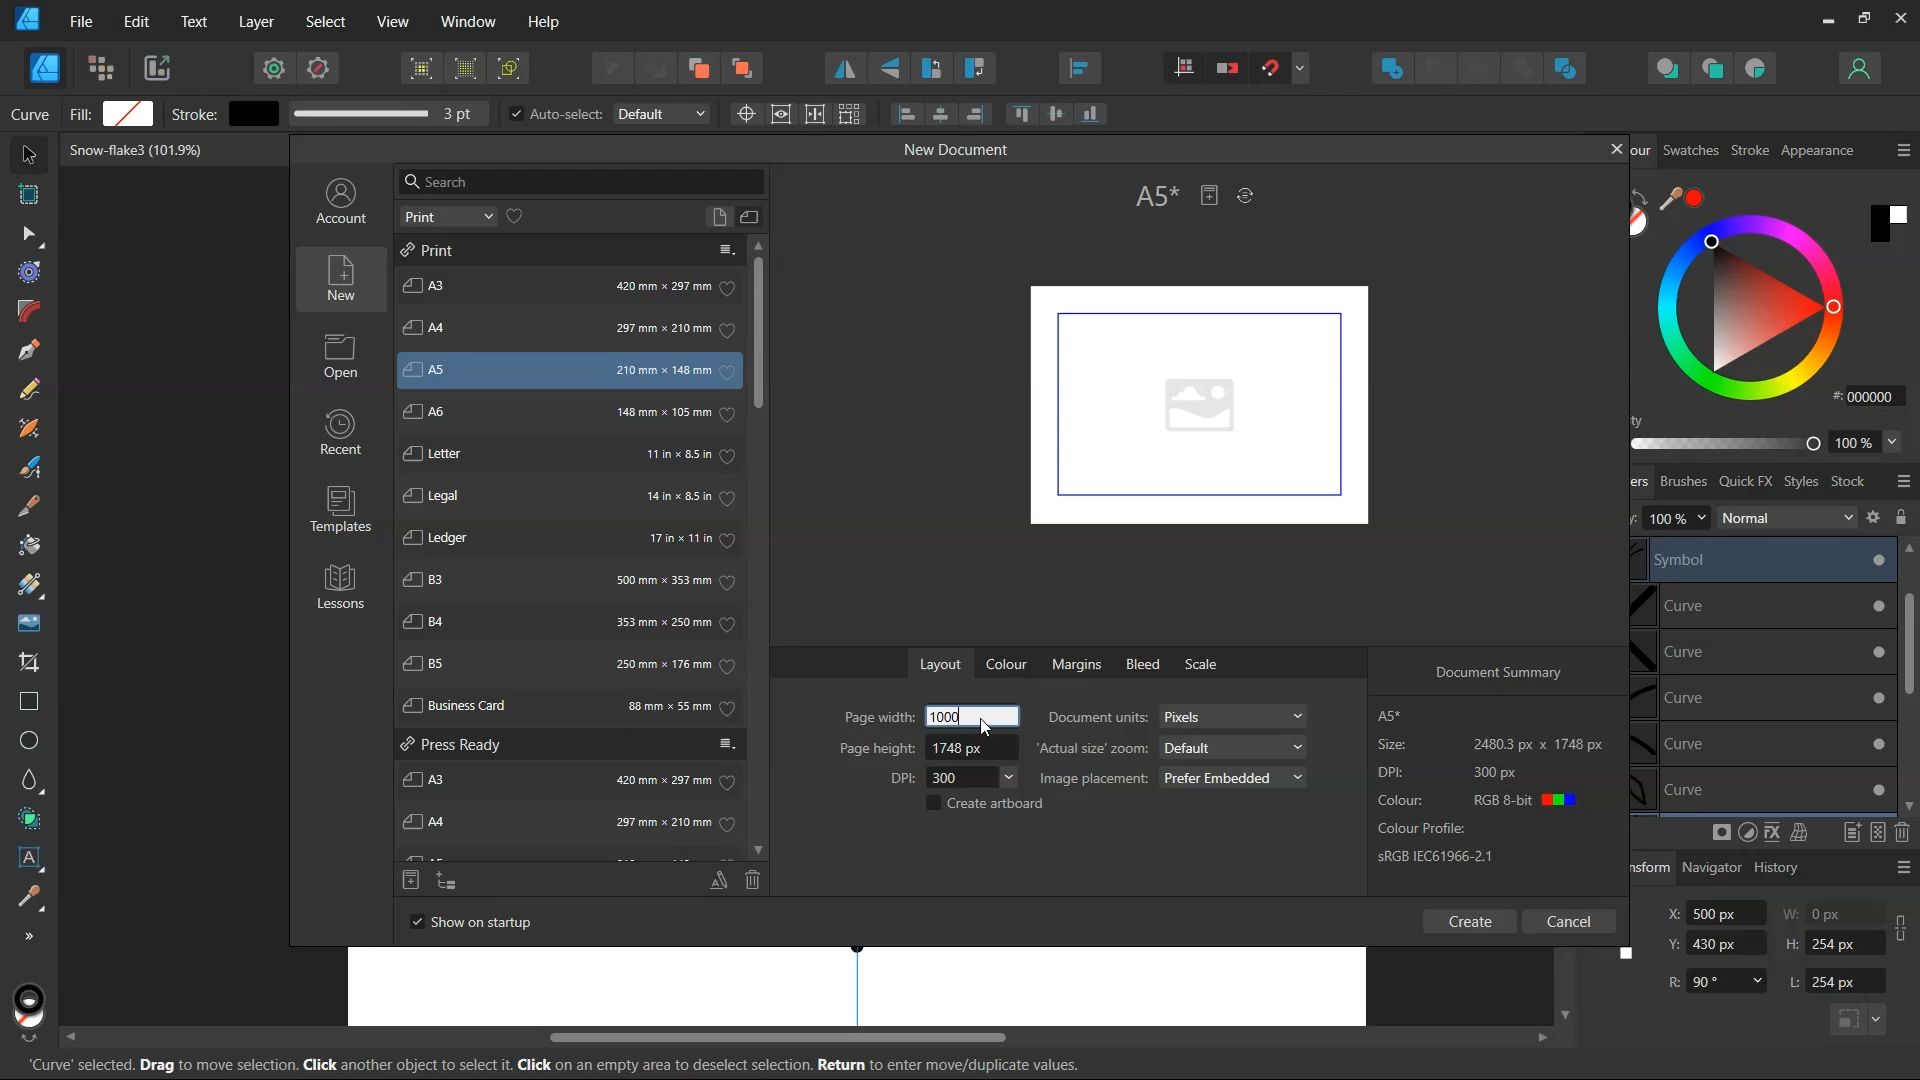 File Edit Text Layer Select View Window Help
Curve Fill: Stroke: 3 pt Auto-select: Default
Snow-flake3 (101.9%)
New Document
our Swatches Stroke Appearance
Account
New
Open
Recent
Templates
Lessons
Search
Print
Print
A3 420 mm × 297 mm
A4 297 mm × 210 mm
A5 210 mm × 148 mm
A6 148 mm × 105 mm
Letter 11 in × 8.5 in
Legal 14 in × 8.5 in
Ledger 17 in × 11 in
B3 500 mm × 353 mm
B4 353 mm × 250 mm
B5 250 mm × 176 mm
Business Card 88 mm × 55 mm
Press Ready
A3 420 mm × 297 mm
A4 297 mm × 210 mm
Show on startup
A5*
Layout Colour Margins Bleed Scale
Page width: 1000 Document units: Pixels
Page height: 1748 px 'Actual size' zoom: Default
DPI: 300 Image placement: Prefer Embedded
Create artboard
Document Summary
A5*
Size: 2480.3 px x 1748 px
DPI: 300 px
Colour: RGB 8-bit
Colour Profile:
sRGB IEC61966-2.1
Create Cancel
#: 000000
ty
100 %
ers Brushes Quick FX Styles Stock
y: 100 % Normal
Symbol
Curve
Curve
Curve
Curve
Curve
FX
nsform Navigator History
X: 500 px W: 0 px
Y: 430 px H: 254 px
R: 90 ° L: 254 px
A
'Curve' selected. Drag to move selection. Click another object to select it. Click on an empty area to deselect selection. Return to enter move/duplicate values.